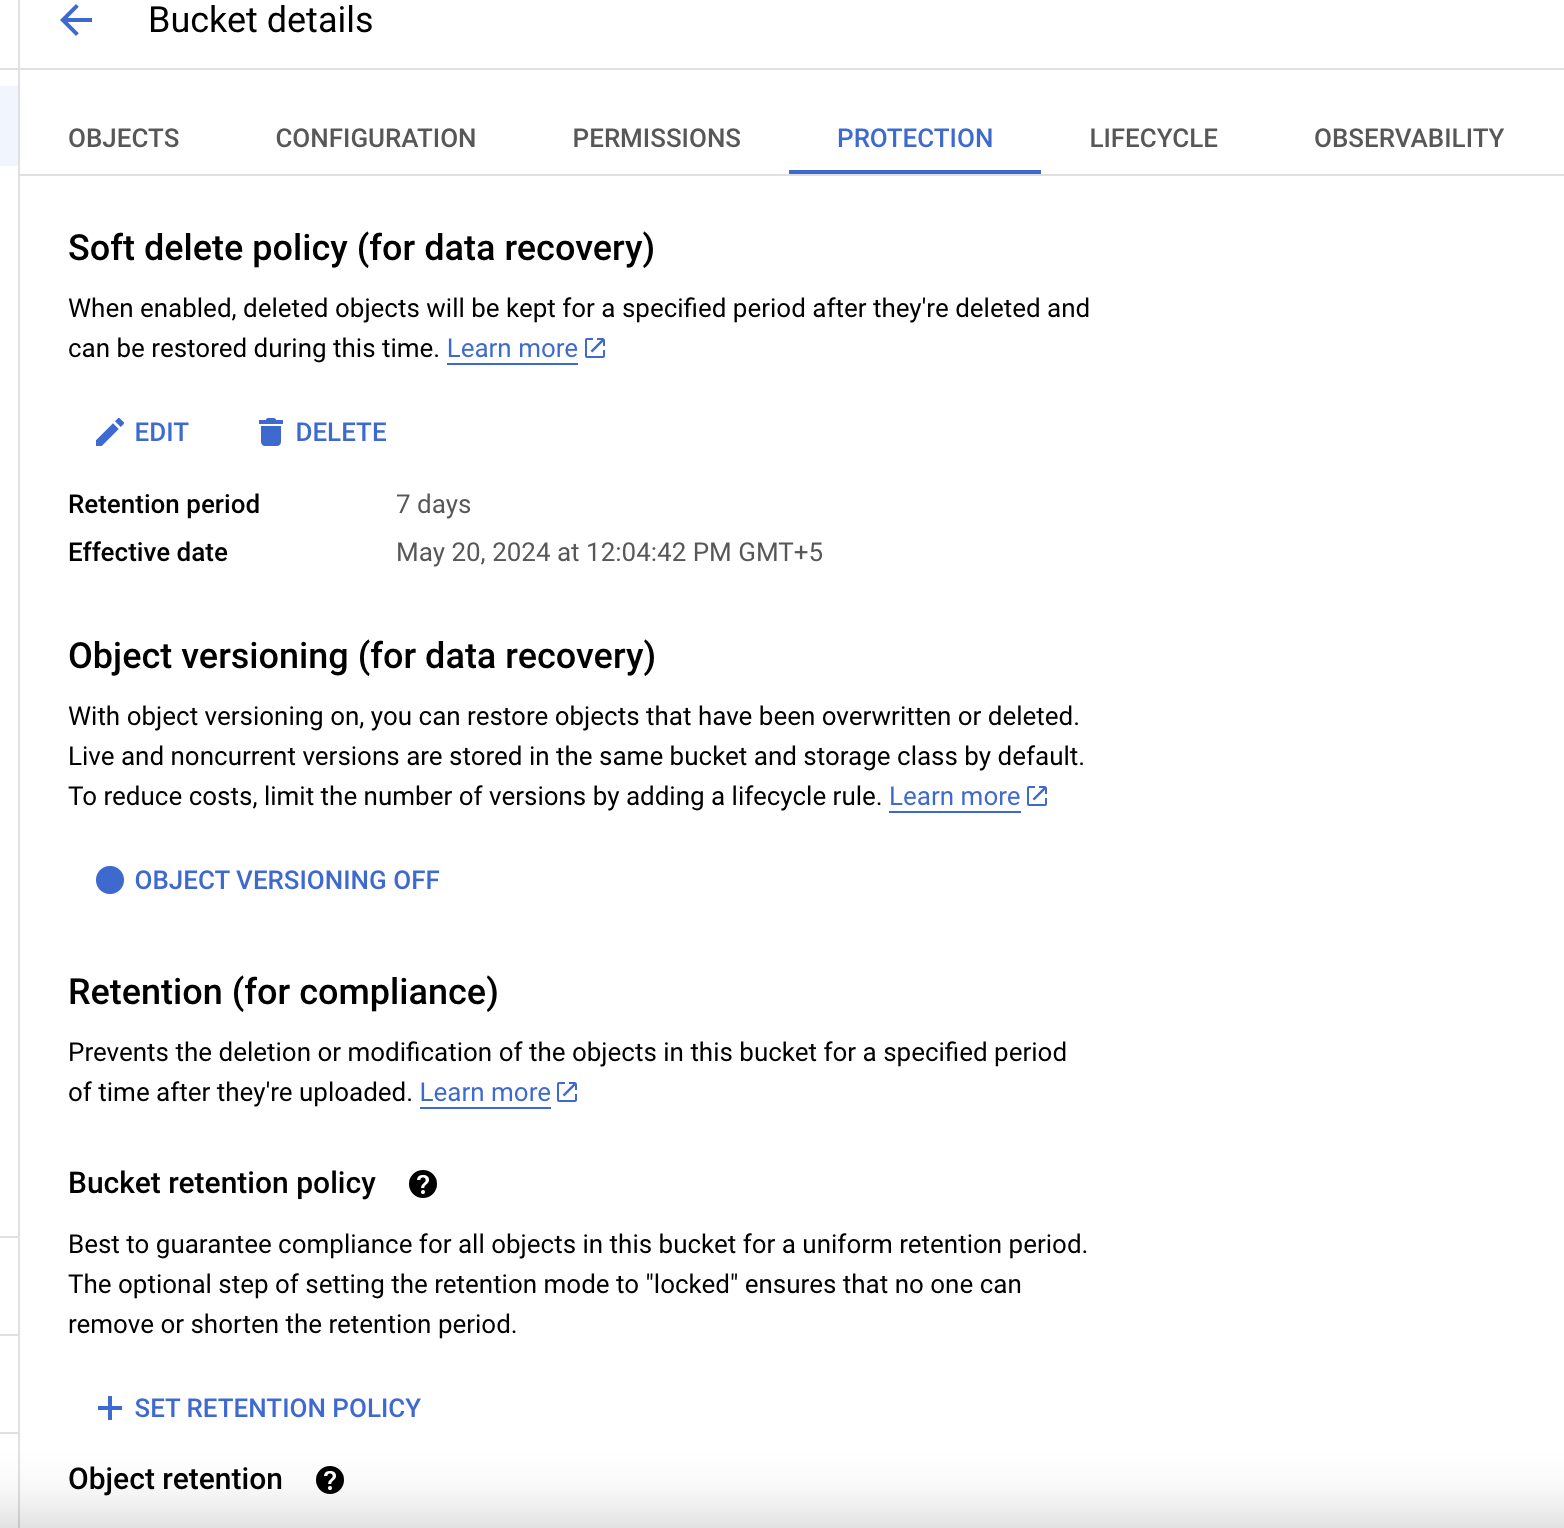 Bucket details
OBJECTS CONFIGURATION PERMISSIONS PROTECTION LIFECYCLE OBSERVABILITY
Soft delete policy (for data recovery)
When enabled, deleted objects will be kept for a specified period after they're deleted and
can be restored during this time. Learn more
EDIT DELETE
Retention period 7 days
Effective date May 20, 2024 at 12:04:42 PM GMT+5
Object versioning (for data recovery)
With object versioning on, you can restore objects that have been overwritten or deleted.
Live and noncurrent versions are stored in the same bucket and storage class by default.
To reduce costs, limit the number of versions by adding a lifecycle rule. Learn more
OBJECT VERSIONING OFF
Retention (for compliance)
Prevents the deletion or modification of the objects in this bucket for a specified period
of time after they're uploaded. Learn more
Bucket retention policy
Best to guarantee compliance for all objects in this bucket for a uniform retention period.
The optional step of setting the retention mode to "locked" ensures that no one can
remove or shorten the retention period.
SET RETENTION POLICY
Object retention